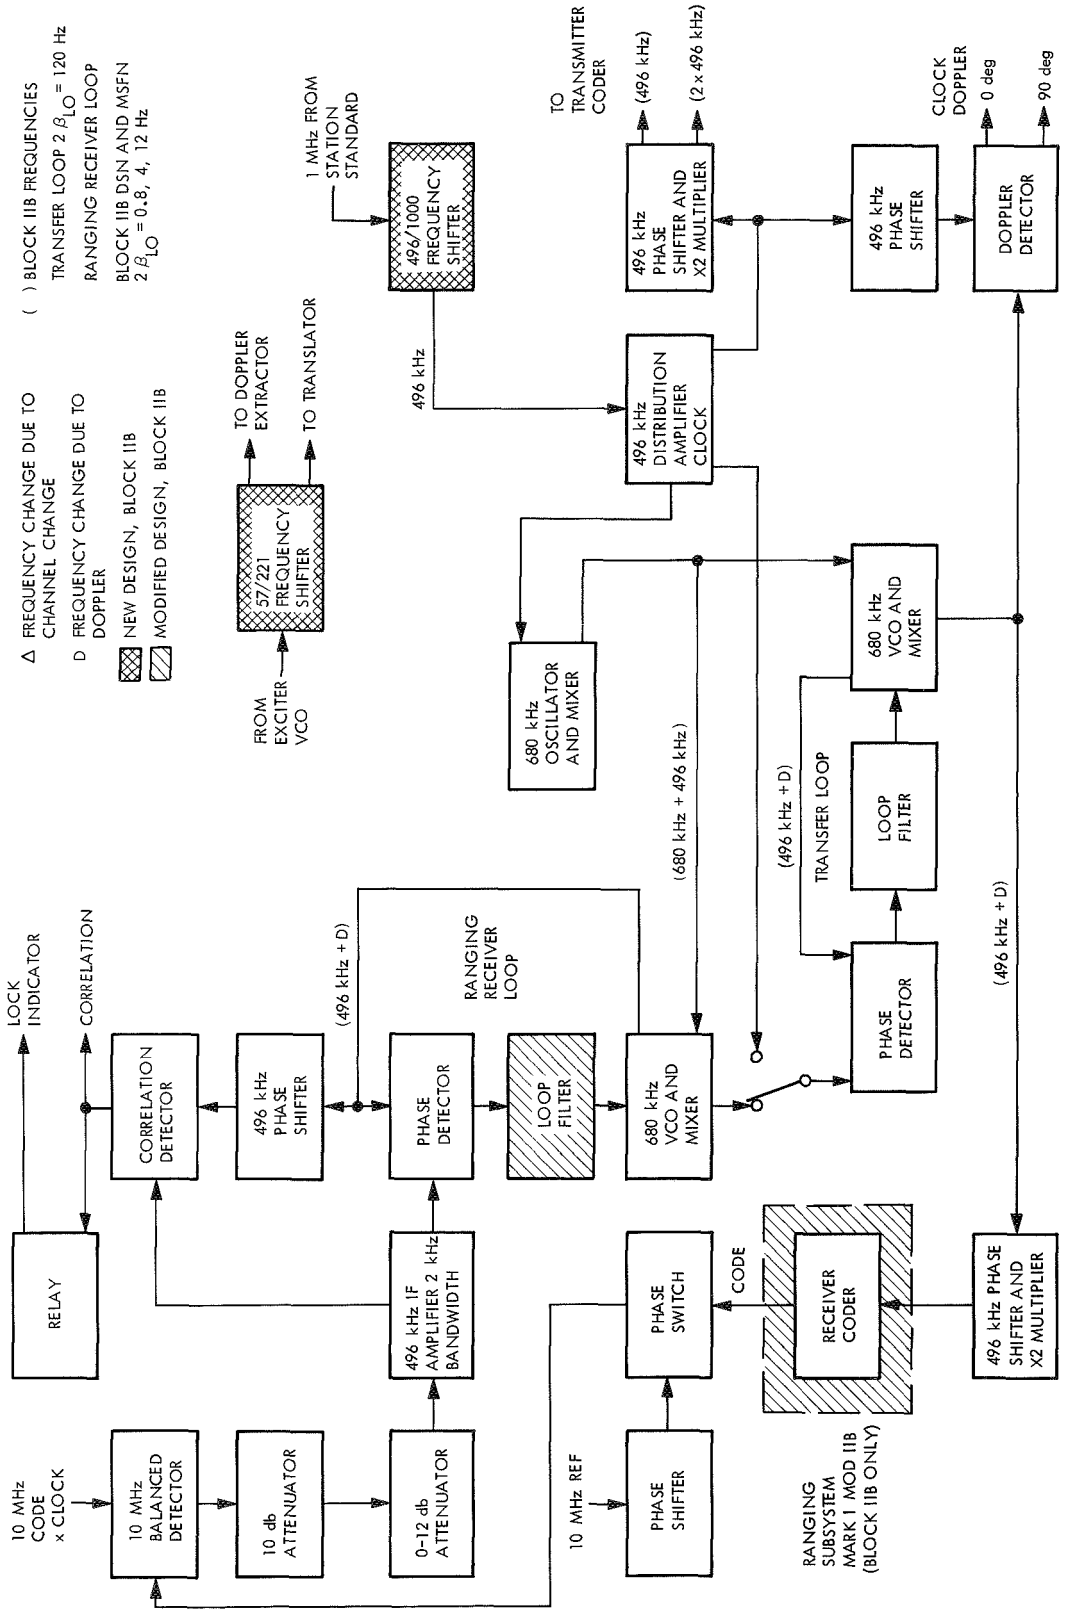 10 MHz
CODE
x CLOCK
10 MHz
BALANCED
DETECTOR
10 db
ATTENUATOR
0-12 db
ATTENUATOR
10 MHz REF
PHASE
SHIFTER
RANGING
SUBSYSTEM
MARK I MOD IIB
(BLOCK IIB ONLY)
RELAY
496 kHz IF
AMPLIFIER 2 kHz
BANDWIDTH
PHASE
SWITCH
CODE
RECEIVER
CODER
496 kHz PHASE
SHIFTER AND
X2 MULTIPLIER
LOCK
INDICATOR
CORRELATION
CORRELATION
DETECTOR
496 kHz
PHASE
SHIFTER
(496 kHz + D)
PHASE
DETECTOR
RANGING
RECEIVER
LOOP
LOOP
FILTER
680 kHz
VCO AND
MIXER
PHASE
DETECTOR
(496 kHz + D)
(680 kHz + 496 kHz)
(496 kHz + D)
TRANSFER LOOP
LOOP
FILTER
680 kHz
OSCILLATOR
AND MIXER
680 kHz
VCO AND
MIXER
FROM
EXCITER
VCO
57/221
FREQUENCY
SHIFTER
TO DOPPLER
EXTRACTOR
TO TRANSLATOR
496 kHz
496 kHz
DISTRIBUTION
AMPLIFIER
CLOCK
1 MHz FROM
STATION
STANDARD
496/1000
FREQUENCY
SHIFTER
496 kHz
PHASE
SHIFTER AND
X2 MULTIPLIER
TO
TRANSMITTER
CODER
(496 kHz)
(2 x 496 kHz)
496 kHz
PHASE
SHIFTER
DOPPLER
DETECTOR
CLOCK
DOPPLER
0 deg
90 deg
Δ FREQUENCY CHANGE DUE TO
CHANNEL CHANGE
D FREQUENCY CHANGE DUE TO
DOPPLER
NEW DESIGN, BLOCK IIB
MODIFIED DESIGN, BLOCK IIB
( ) BLOCK IIB FREQUENCIES
TRANSFER LOOP 2 βLO = 120 Hz
RANGING RECEIVER LOOP
BLOCK IIB DSN AND MSFN
2 βLO = 0.8, 4, 12 Hz